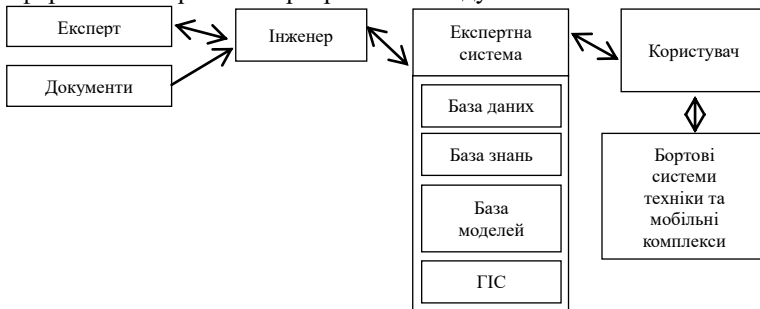 Експерт
Документи
Інженер
Експертна
система
База даних
База знань
База
моделей
ГІС
Користувач
Бортові
системи
техніки та
мобільні
комплекси